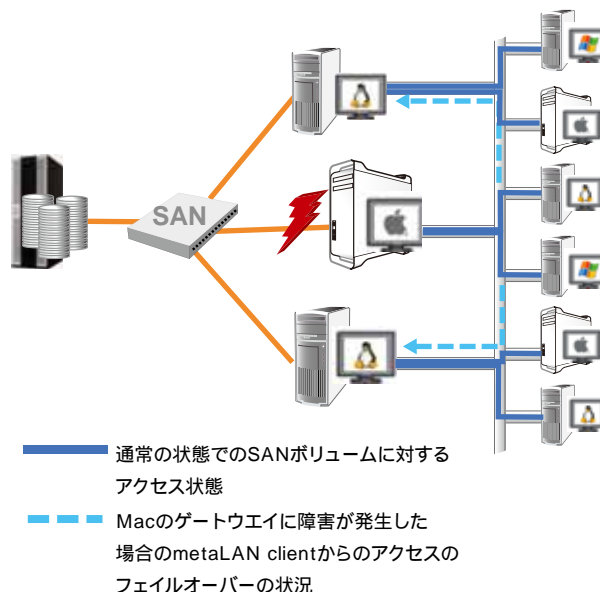 SAN
通常の状態でのSANボリュームに対する
アクセス状態
Macのゲートウエイに障害が発生した
場合のmetaLAN clientからのアクセスの
フェイルオーバーの状況